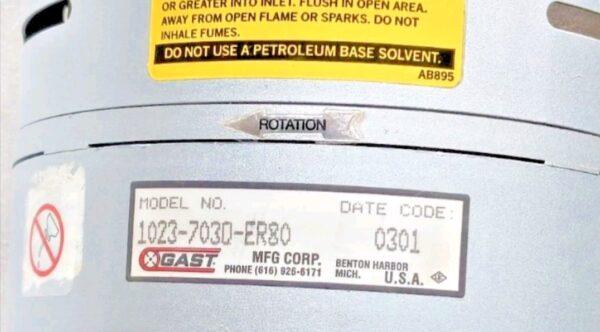 OR GREATER INTO INLET. FLUSH IN OPEN AREA.
AWAY FROM OPEN FLAME OR SPARKS. DO NOT
INHALE FUMES.
DO NOT USE A PETROLEUM BASE SOLVENT.
AB895
ROTATION
MODEL NO. DATE CODE:
1023-703Q-ER80 0301
GAST MFG CORP. BENTON HARBOR
PHONE (616) 926-6171 MICH. U.S.A.